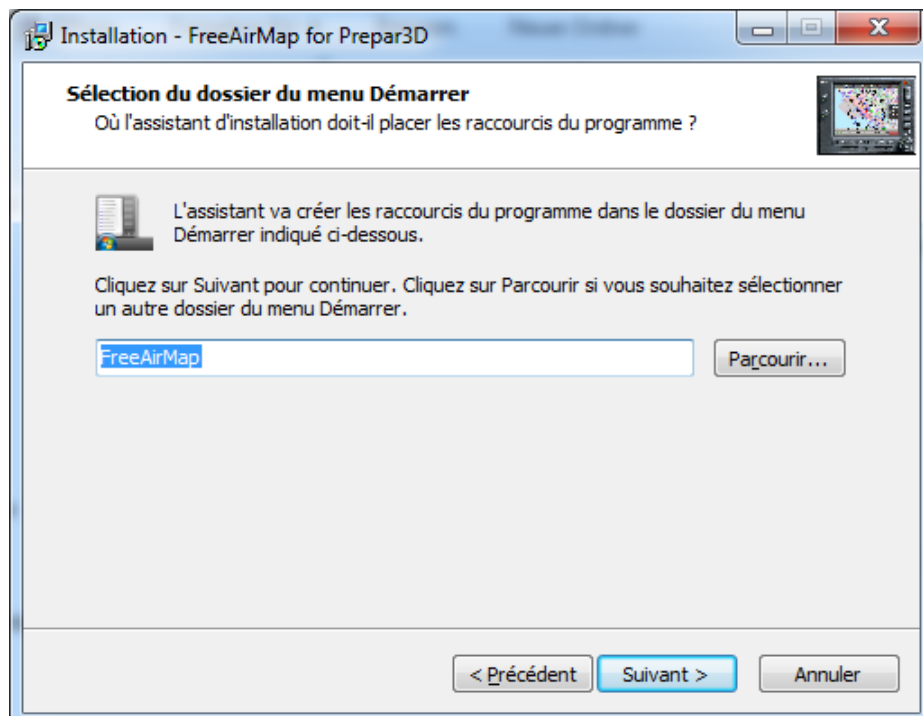 Installation - FreeAirMap for Prepar3D
Sélection du dossier du menu Démarrer
Où l'assistant d'installation doit-il placer les raccourcis du programme ?
L'assistant va créer les raccourcis du programme dans le dossier du menu
Démarrer indiqué ci-dessous.
Cliquez sur Suivant pour continuer. Cliquez sur Parcourir si vous souhaitez sélectionner
un autre dossier du menu Démarrer.
FreeAirMap
Parcourir...
< Précédent
Suivant >
Annuler